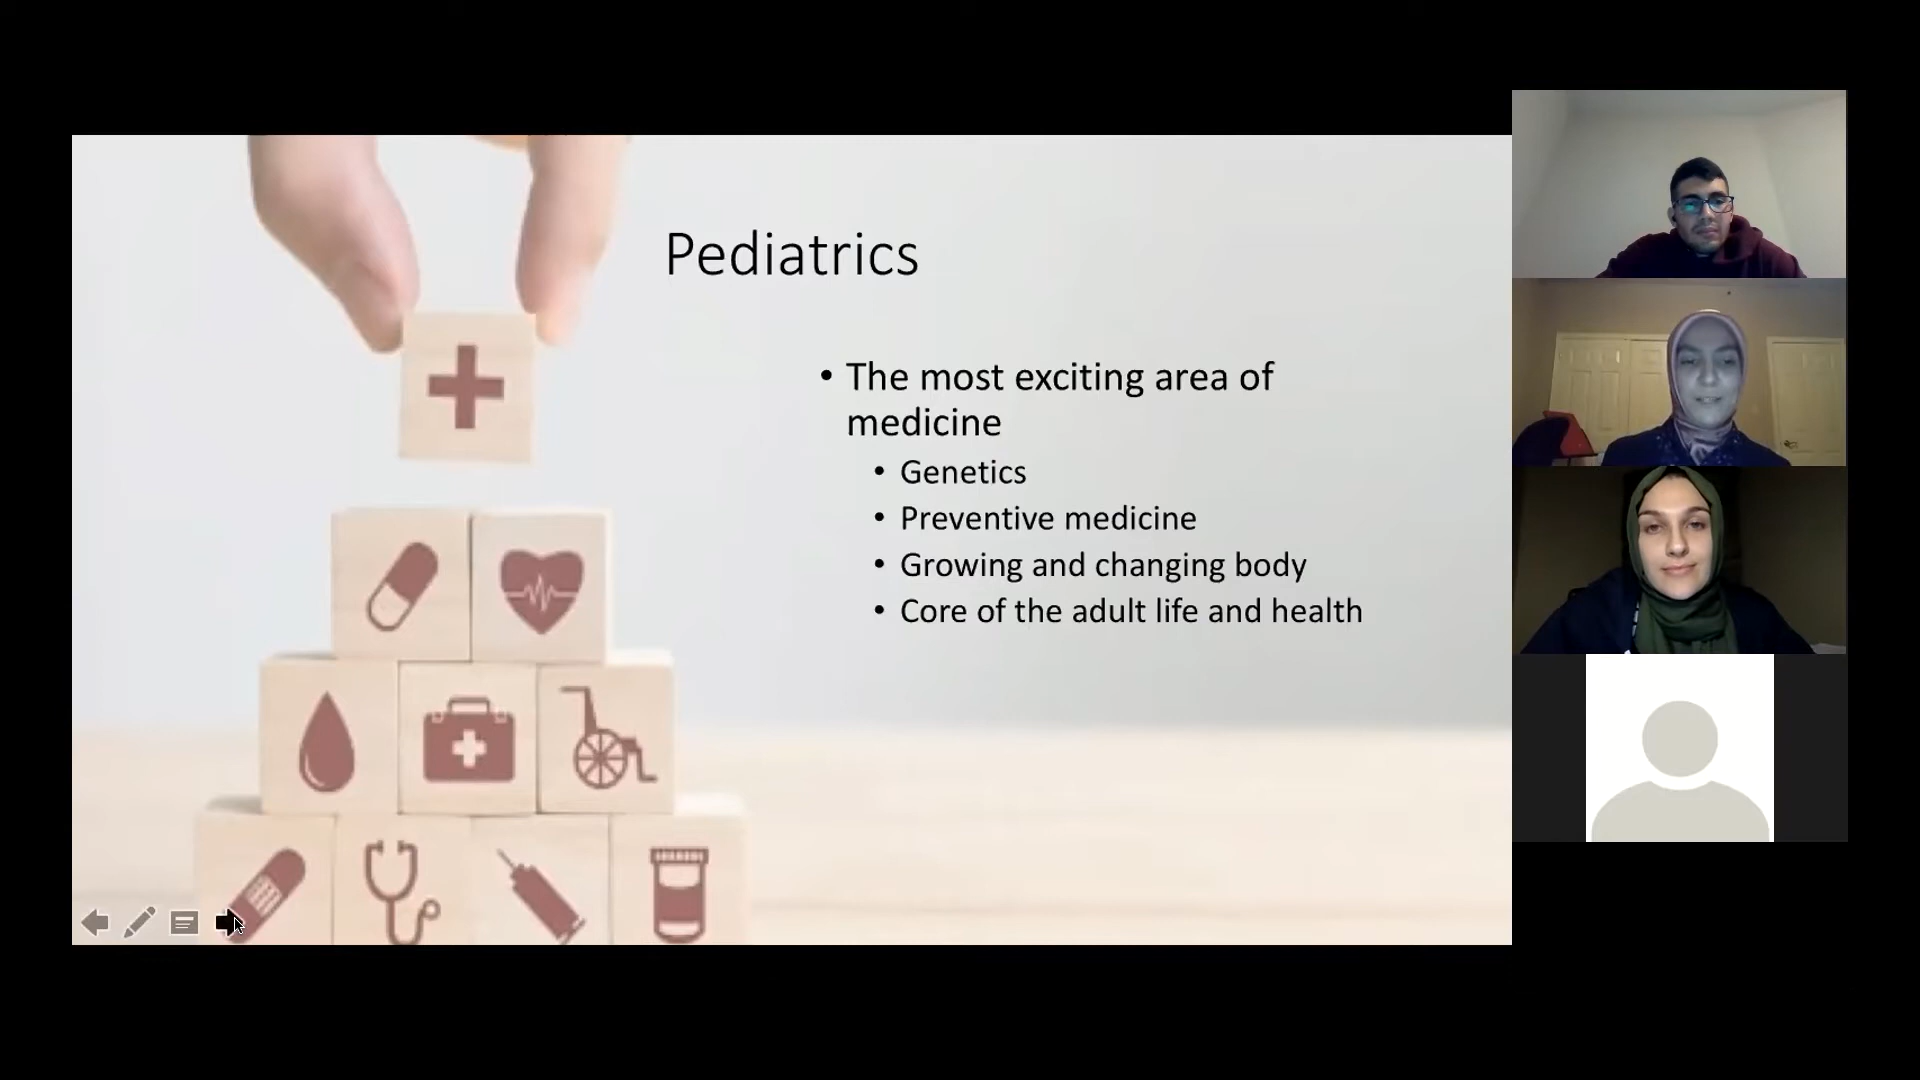 Pediatrics
• The most exciting area of
medicine
• Genetics
• Preventive medicine
• Growing and changing body
• Core of the adult life and health